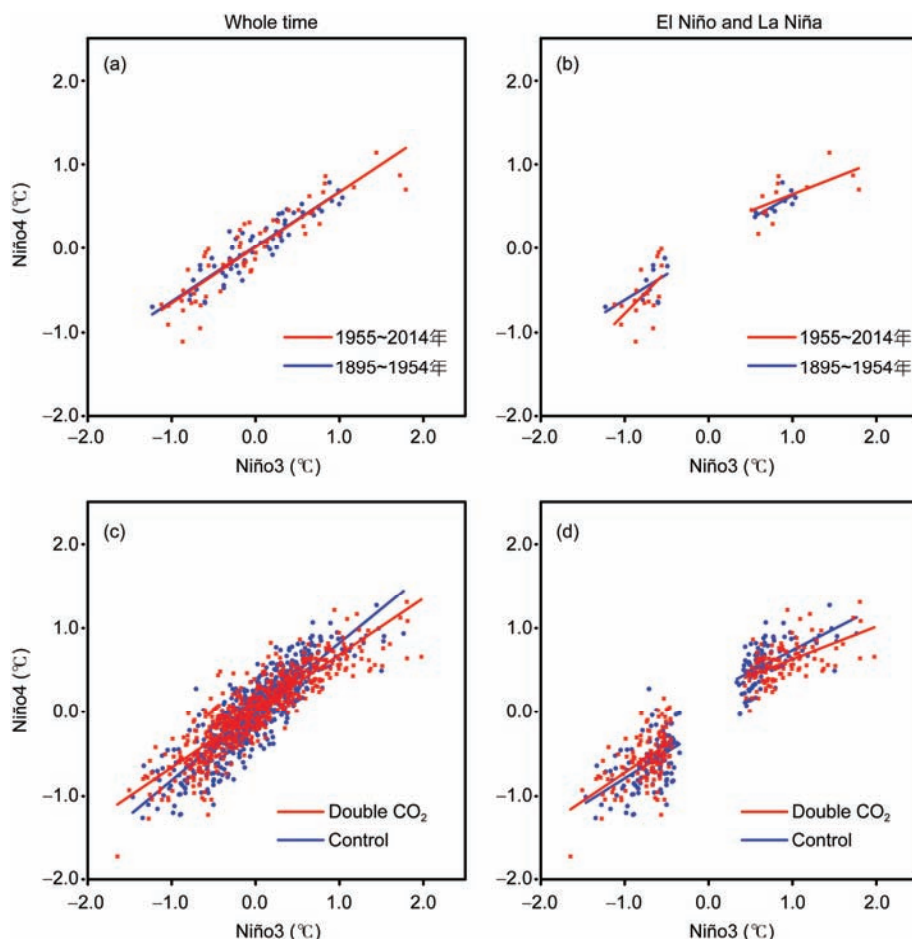 Whole time
El Niño and La Niña
(a)
(b)
2.0
1.0
0.0
−1.0
−2.0
Niño4 (℃)
2.0
1.0
0.0
−1.0
−2.0
1955~2014年
1895~1954年
1955~2014年
1895~1954年
−2.0 −1.0 0.0 1.0 2.0
−2.0 −1.0 0.0 1.0 2.0
Niño3 (℃)
Niño3 (℃)
(c)
(d)
2.0
1.0
0.0
−1.0
−2.0
Niño4 (℃)
2.0
1.0
0.0
−1.0
−2.0
Double CO₂
Control
Double CO₂
Control
−2.0 −1.0 0.0 1.0 2.0
−2.0 −1.0 0.0 1.0 2.0
Niño3 (℃)
Niño3 (℃)